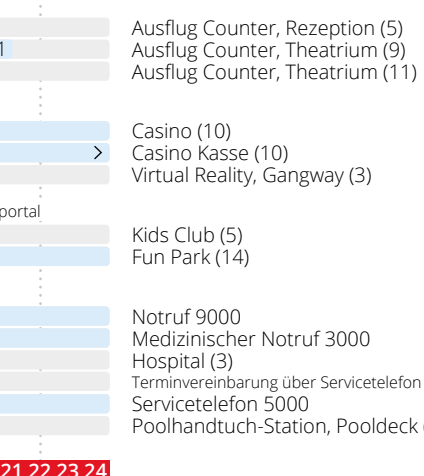 Ausflug Counter, Rezeption (5)
1 Ausflug Counter, Theatrium (9)
Ausflug Counter, Theatrium (11)
Casino (10)
> Casino Kasse (10)
Virtual Reality, Gangway (3)
portal
Kids Club (5)
Fun Park (14)
Notruf 9000
Medizinischer Notruf 3000
Hospital (3)
Terminvereinbarung über Servicetelefon
Servicetelefon 5000
Poolhandtuch-Station, Pooldeck (
21 22 23 24